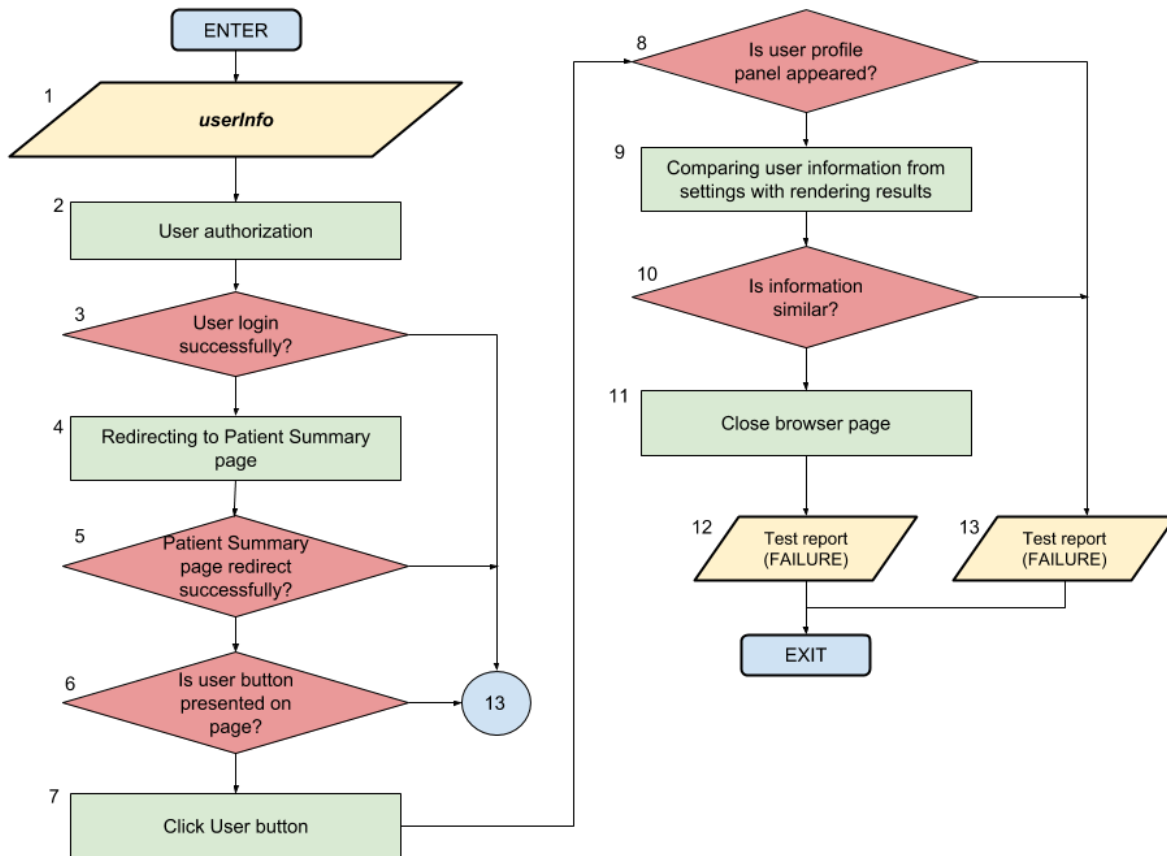 ENTER
1
userInfo
2
User authorization
3
User login
successfully?
4
Redirecting to Patient Summary
page
5
Patient Summary
page redirect
successfully?
6
Is user button
presented on
page?
13
7
Click User button
8
Is user profile
panel appeared?
9
Comparing user information from
settings with rendering results
10
Is information
similar?
11
Close browser page
12
Test report
(FAILURE)
13
Test report
(FAILURE)
EXIT